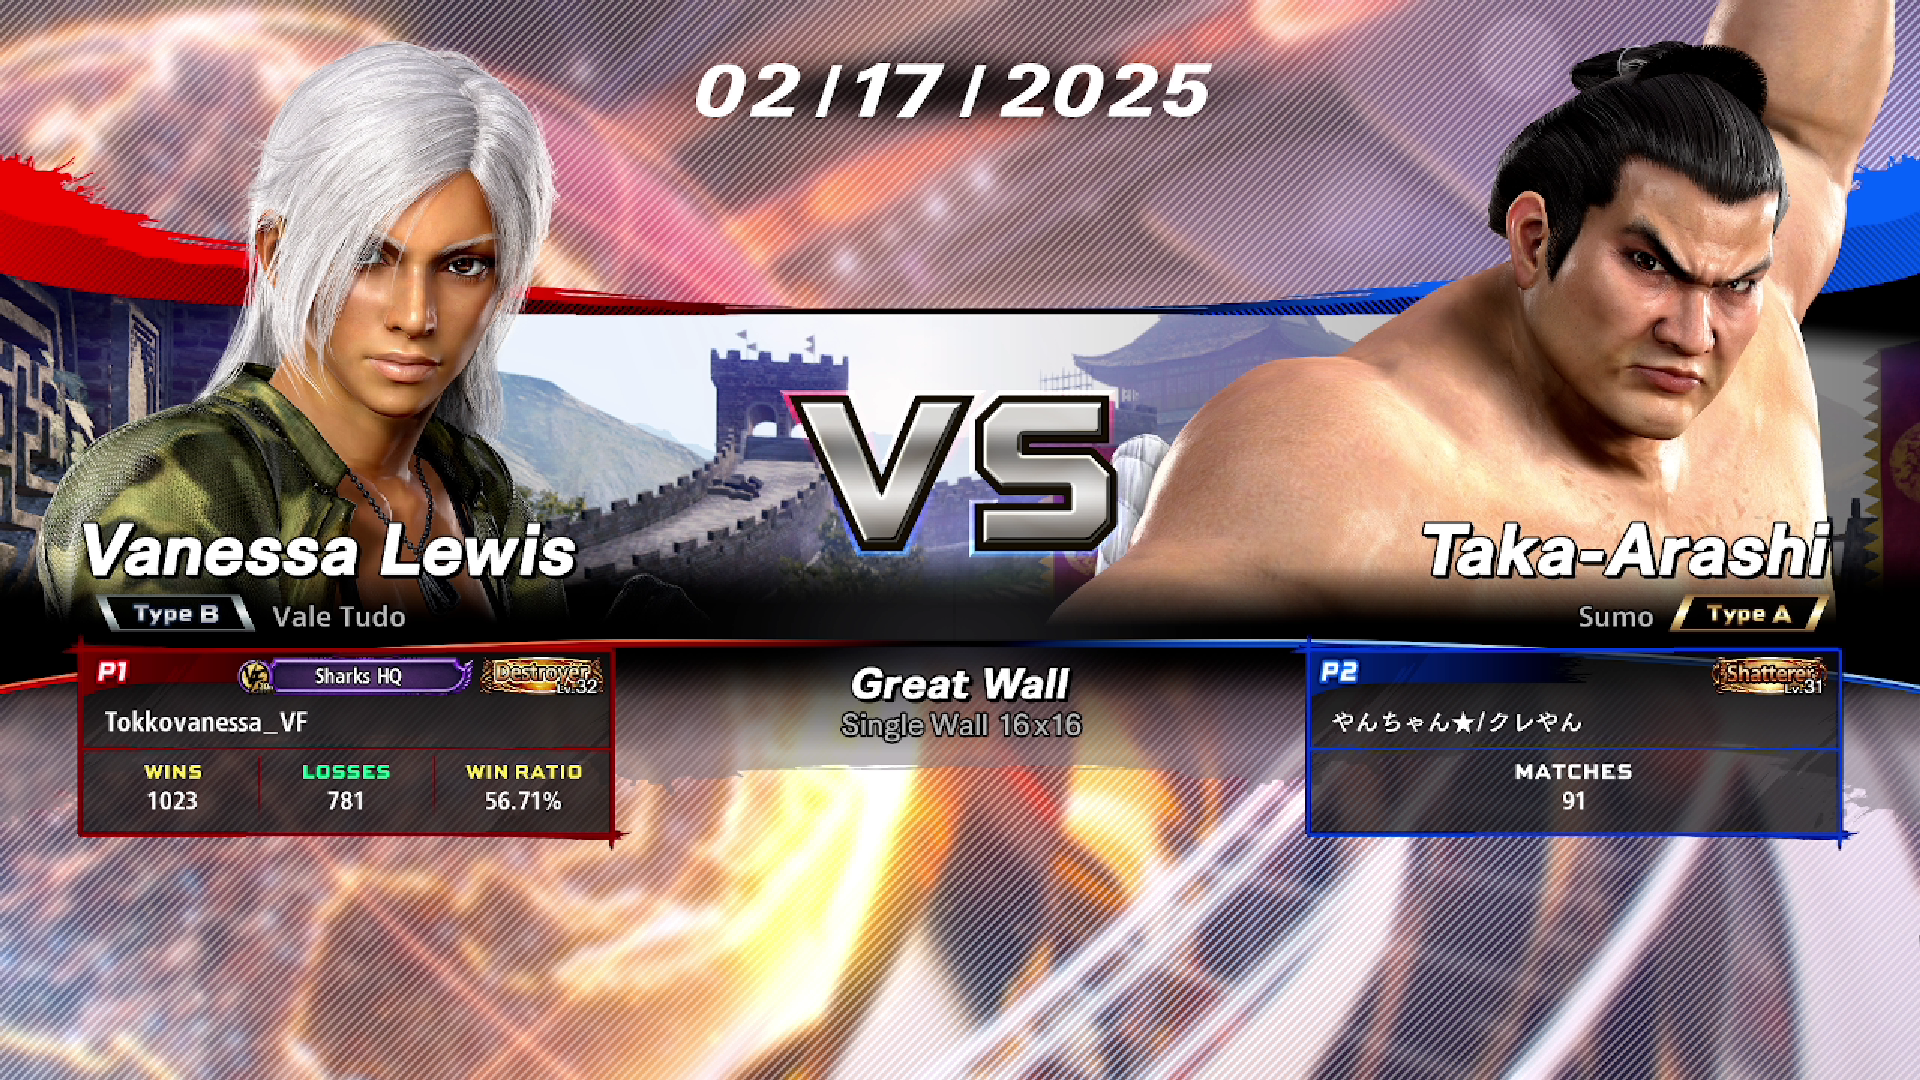 02/17/2025
VS
Vanessa Lewis
Type B Vale Tudo
Taka-Arashi
Sumo Type A
P1 Sharks HQ Destroyer Lv.32
Tokkovanessa_VF
WINS LOSSES WIN RATIO
1023 781 56.71%
Great Wall
Single Wall 16x16
P2 Shatterer Lv.31
やんちゃん★/クレやん
MATCHES
91